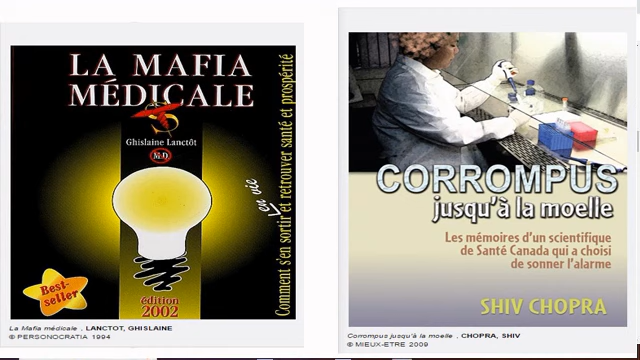 LA MAFIA
MÉDICALE
Ghislaine Lanctôt
M.D.
Comment s'en sortir en vie et retrouver santé et prospérité
Best-
seller
édition
2002
La Mafia médicale , LANCTOT, GHISLAINE
© PERSONOCRATIA 1994
CORROMPUS
jusqu'à la moelle
Les mémoires d'un scientifique
de Santé Canada qui a choisi
de sonner l'alarme
SHIV CHOPRA
Corrompus jusqu'à la moelle , CHOPRA, SHIV
© MIEUX-ETRE 2009